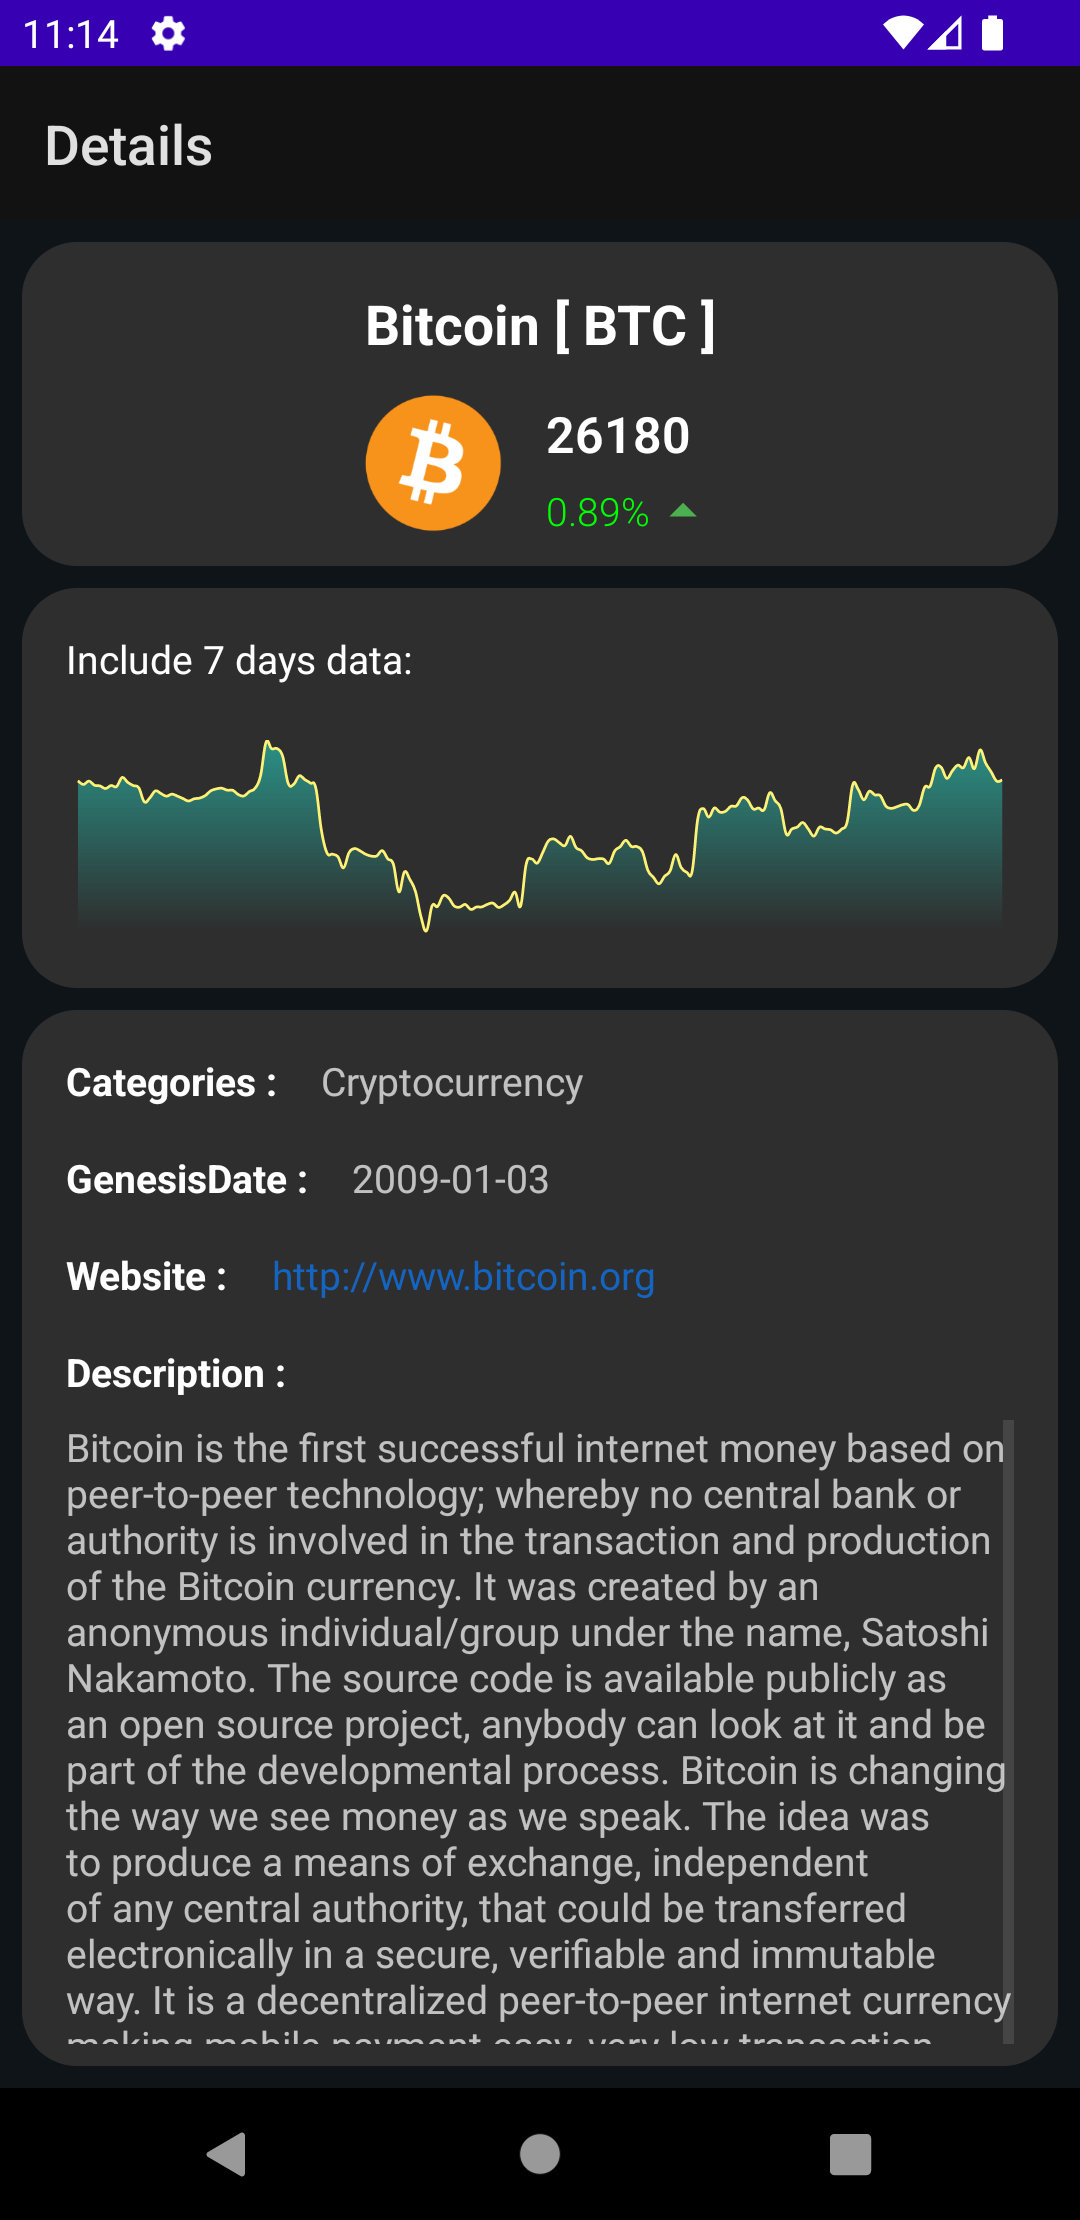 11:14
Details
Bitcoin [ BTC ]
26180
0.89%
Include 7 days data:
Categories : Cryptocurrency
GenesisDate : 2009-01-03
Website : http://www.bitcoin.org
Description :
Bitcoin is the first successful internet money based on
peer-to-peer technology; whereby no central bank or
authority is involved in the transaction and production
of the Bitcoin currency. It was created by an
anonymous individual/group under the name, Satoshi
Nakamoto. The source code is available publicly as
an open source project, anybody can look at it and be
part of the developmental process. Bitcoin is changing
the way we see money as we speak. The idea was
to produce a means of exchange, independent
of any central authority, that could be transferred
electronically in a secure, verifiable and immutable
way. It is a decentralized peer-to-peer internet currency
making mobile payment easy, very low transaction